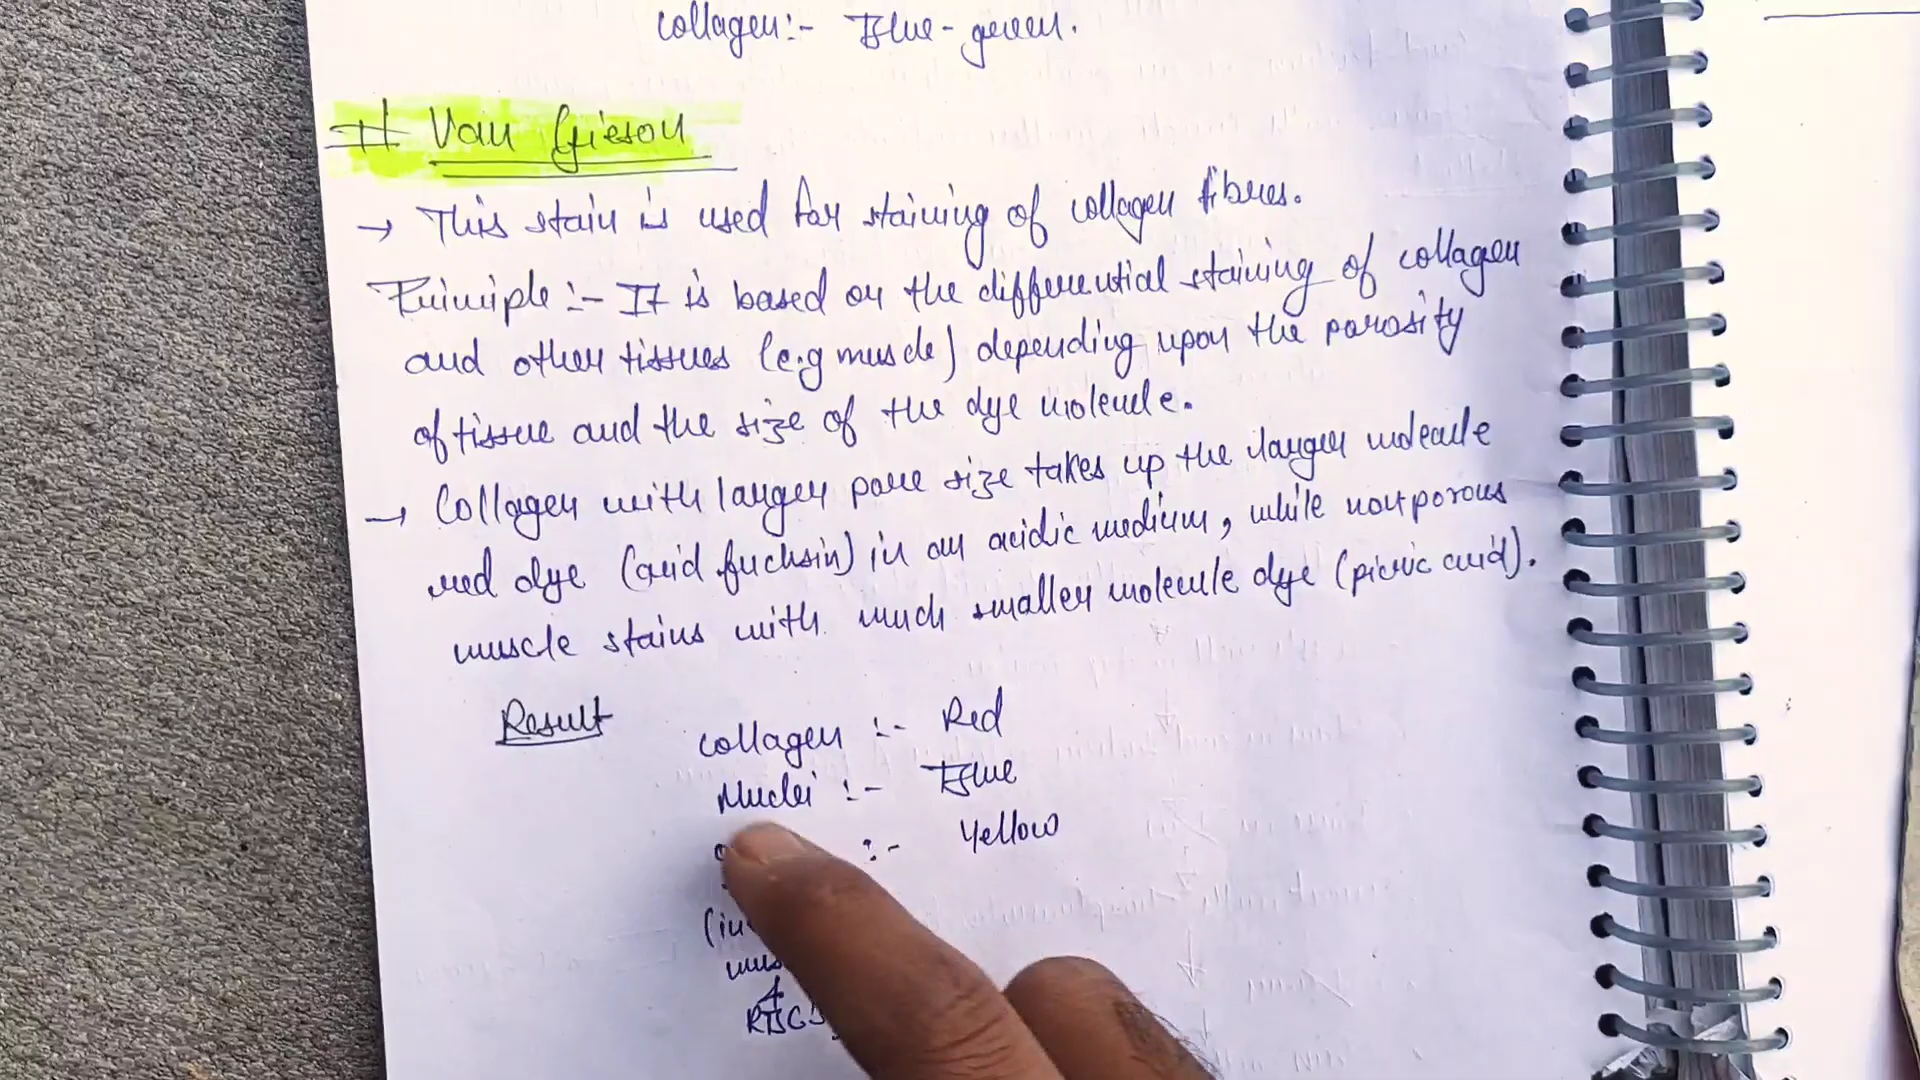 collagen:- Blue-green.
# Van Gieson
→ This stain is used for staining of collagen fibres.
Principle:- It is based on the differential staining of collagen
and other tissues (e.g muscle) depending upon the porosity
of tissue and the size of the dye molecule.
→ Collagen with larger pore size takes up the larger molecule
red dye (acid fuchsin) in an acidic medium, while non porous
muscle stains with much smaller molecule dye (picric acid).
Result
collagen :- Red
Nuclei :- Blue
:- Yellow
RBCs